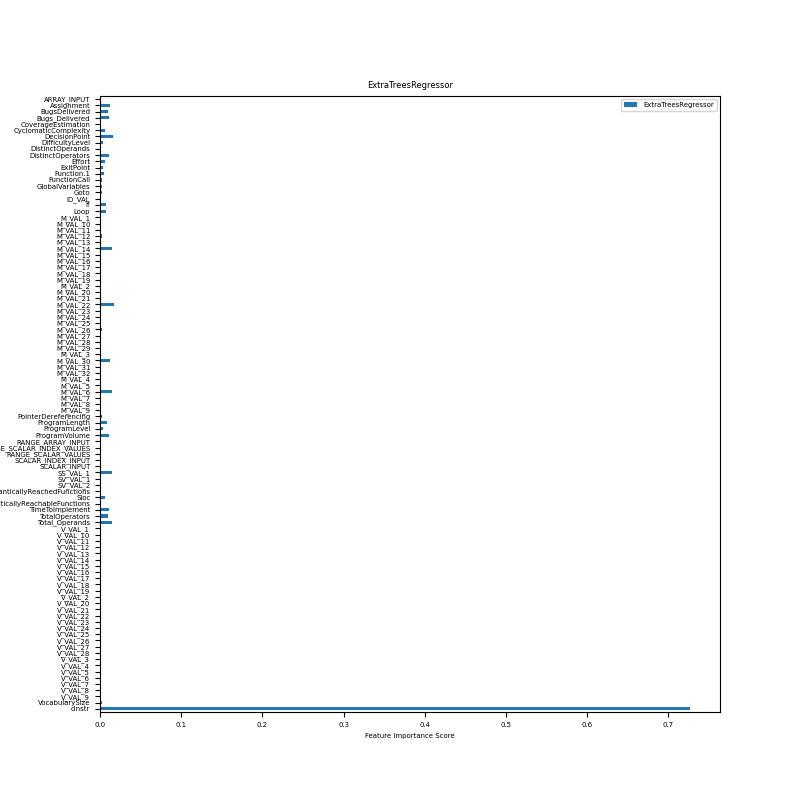 ExtraTreesRegressor
ExtraTreesRegressor
ARRAY_INPUT
Assignment
BugsDelivered
Bugs_Delivered
CoverageEstimation
CyclomaticComplexity
DecisionPoint
DifficultyLevel
DistinctOperands
DistinctOperators
Effort
ExitPoint
Function.1
FunctionCall
GlobalVariables
Goto
ID_VAL
If
Loop
M_VAL_1
M_VAL_10
M_VAL_11
M_VAL_12
M_VAL_13
M_VAL_14
M_VAL_15
M_VAL_16
M_VAL_17
M_VAL_18
M_VAL_19
M_VAL_2
M_VAL_20
M_VAL_21
M_VAL_22
M_VAL_23
M_VAL_24
M_VAL_25
M_VAL_26
M_VAL_27
M_VAL_28
M_VAL_29
M_VAL_3
M_VAL_30
M_VAL_31
M_VAL_32
M_VAL_4
M_VAL_5
M_VAL_6
M_VAL_7
M_VAL_8
M_VAL_9
PointerDereferencing
ProgramLength
ProgramLevel
ProgramVolume
RANGE_ARRAY_INPUT
E_SCALAR_INDEX_VALUES
RANGE_SCALAR_VALUES
SCALAR_INDEX_INPUT
SCALAR_INPUT
SS_VAL_1
SV_VAL_1
SV_VAL_2
anticallyReachedFunctions
Sloc
ticallyReachableFunctions
TimeToImplement
TotalOperators
Total_Operands
V_VAL_1
V_VAL_10
V_VAL_11
V_VAL_12
V_VAL_13
V_VAL_14
V_VAL_15
V_VAL_16
V_VAL_17
V_VAL_18
V_VAL_19
V_VAL_2
V_VAL_20
V_VAL_21
V_VAL_22
V_VAL_23
V_VAL_24
V_VAL_25
V_VAL_26
V_VAL_27
V_VAL_28
V_VAL_3
V_VAL_4
V_VAL_5
V_VAL_6
V_VAL_7
V_VAL_8
V_VAL_9
VocabularySize
cinstr
0.0 0.1 0.2 0.3 0.4 0.5 0.6 0.7
Feature Importance Score